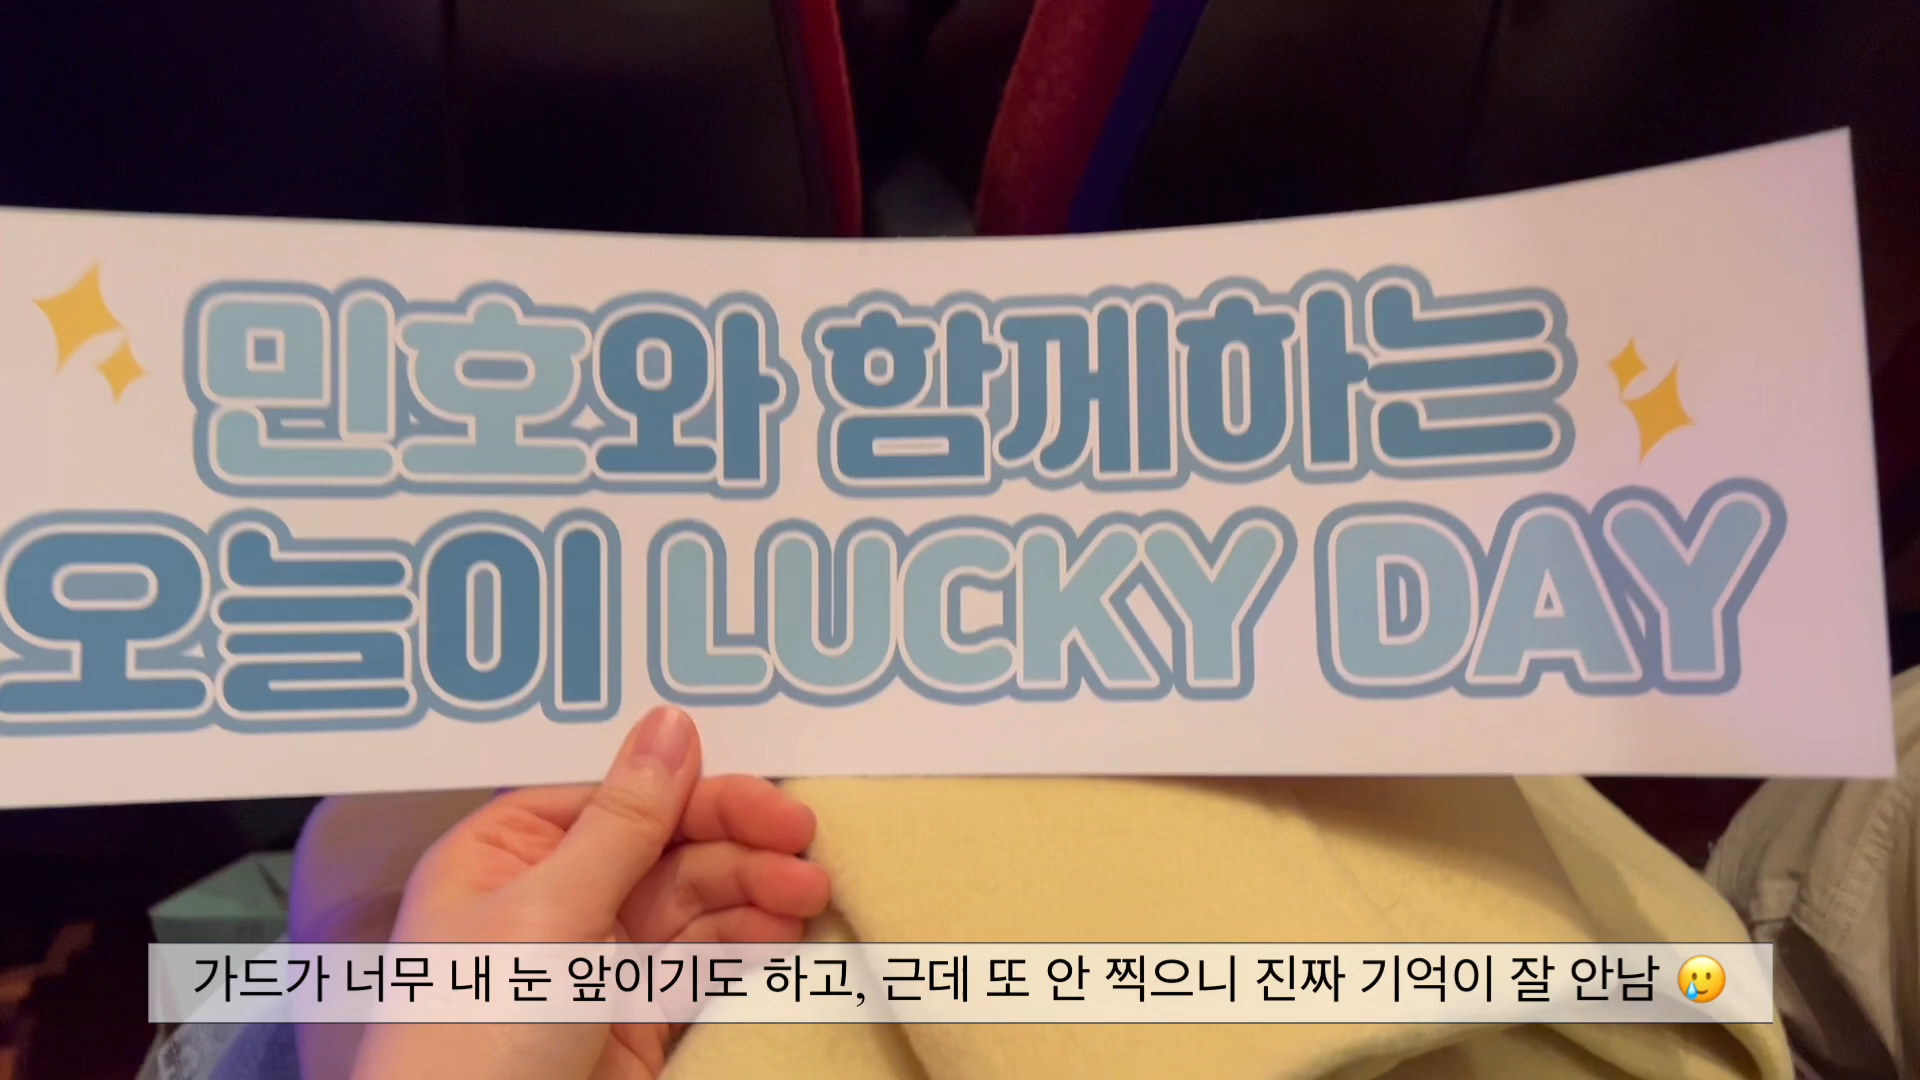 민호와 함께하는
오늘이 LUCKY DAY
가드가 너무 내 눈 앞이기도 하고, 근데 또 안 찍으니 진짜 기억이 잘 안남 🥲